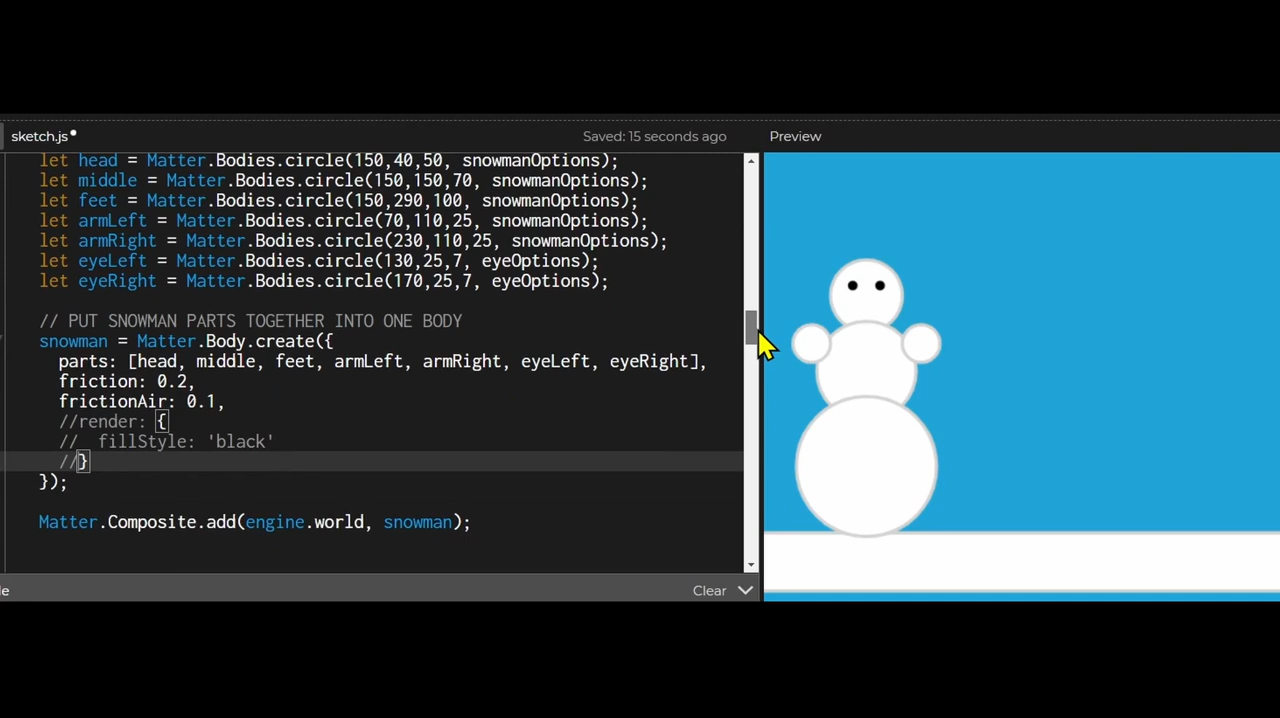 sketch.js
Saved: 15 seconds ago
Preview
let head = Matter.Bodies.circle(150,40,50, snowmanOptions);
let middle = Matter.Bodies.circle(150,150,70, snowmanOptions);
let feet = Matter.Bodies.circle(150,290,100, snowmanOptions);
let armLeft = Matter.Bodies.circle(70,110,25, snowmanOptions);
let armRight = Matter.Bodies.circle(230,110,25, snowmanOptions);
let eyeLeft = Matter.Bodies.circle(130,25,7, eyeOptions);
let eyeRight = Matter.Bodies.circle(170,25,7, eyeOptions);
// PUT SNOWMAN PARTS TOGETHER INTO ONE BODY
snowman = Matter.Body.create({
parts: [head, middle, feet, armLeft, armRight, eyeLeft, eyeRight],
friction: 0.2,
frictionAir: 0.1,
//render: {
//  fillStyle: 'black'
//}
});
Matter.Composite.add(engine.world, snowman);
le
Clear